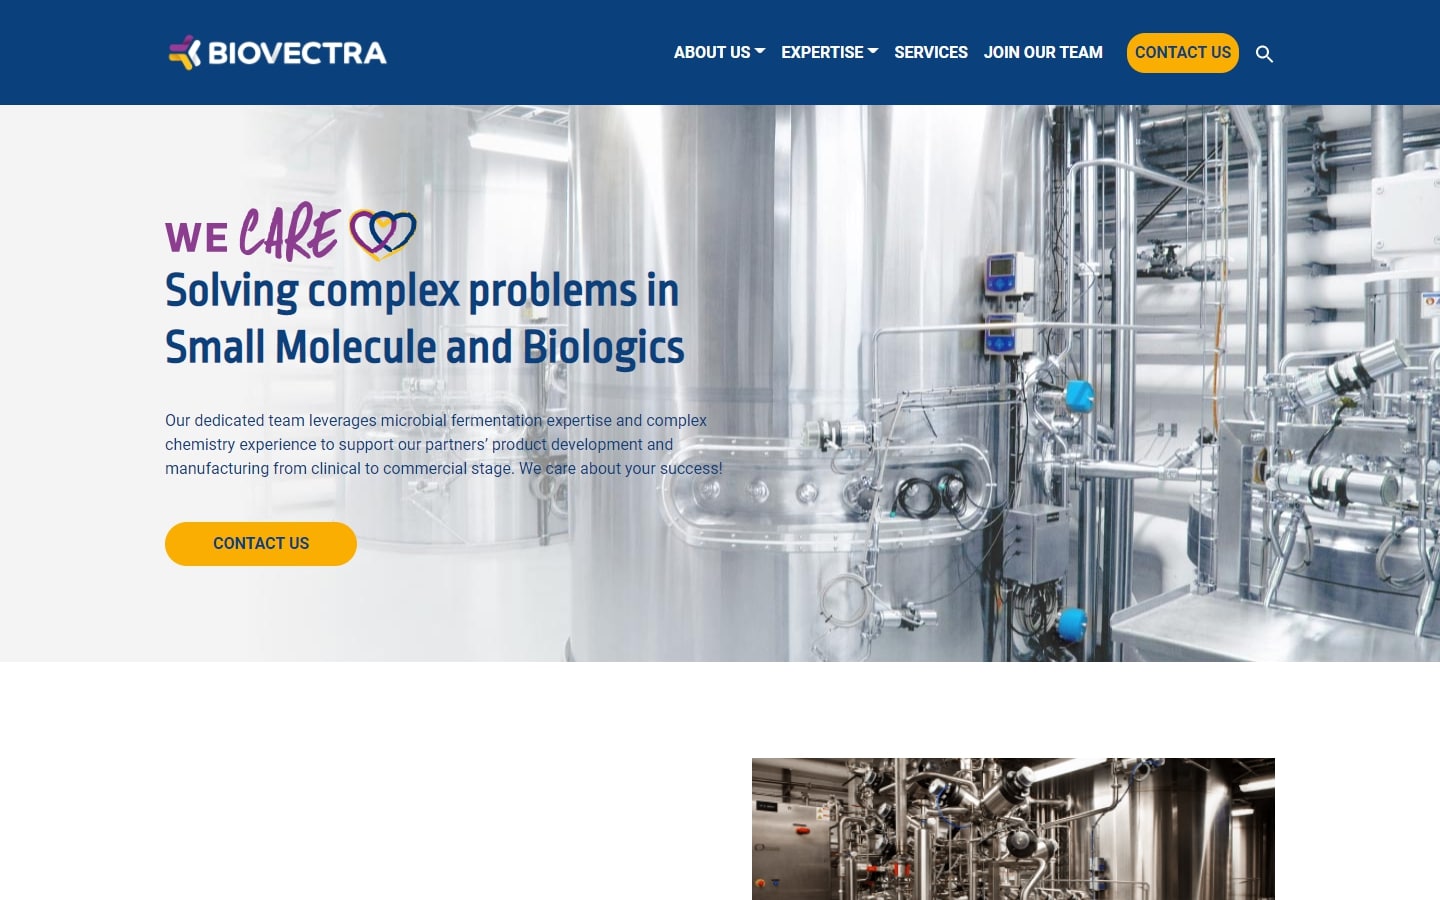 BIOVECTRA
ABOUT US
EXPERTISE
SERVICES
JOIN OUR TEAM
CONTACT US
WE CARE
Solving complex problems in
Small Molecule and Biologics
Our dedicated team leverages microbial fermentation expertise and complex
chemistry experience to support our partners’ product development and
manufacturing from clinical to commercial stage. We care about your success!
CONTACT US